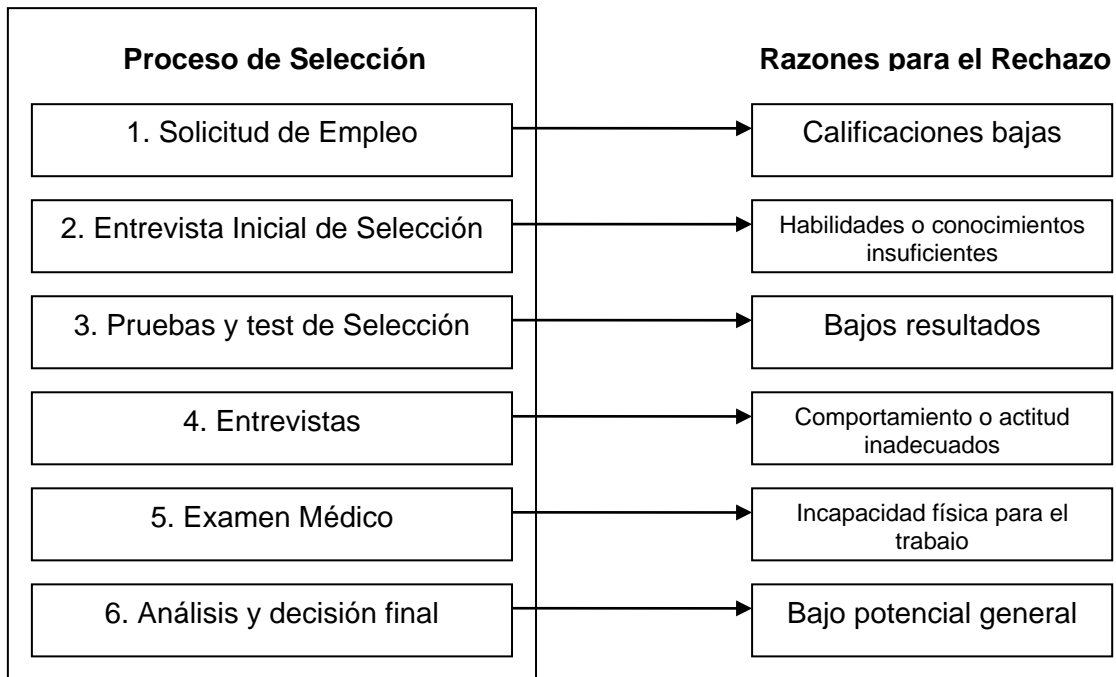 Proceso de Selección
Razones para el Rechazo
1. Solicitud de Empleo
Calificaciones bajas
2. Entrevista Inicial de Selección
Habilidades o conocimientos
insuficientes
3. Pruebas y test de Selección
Bajos resultados
4. Entrevistas
Comportamiento o actitud
inadecuados
5. Examen Médico
Incapacidad física para el
trabajo
6. Análisis y decisión final
Bajo potencial general